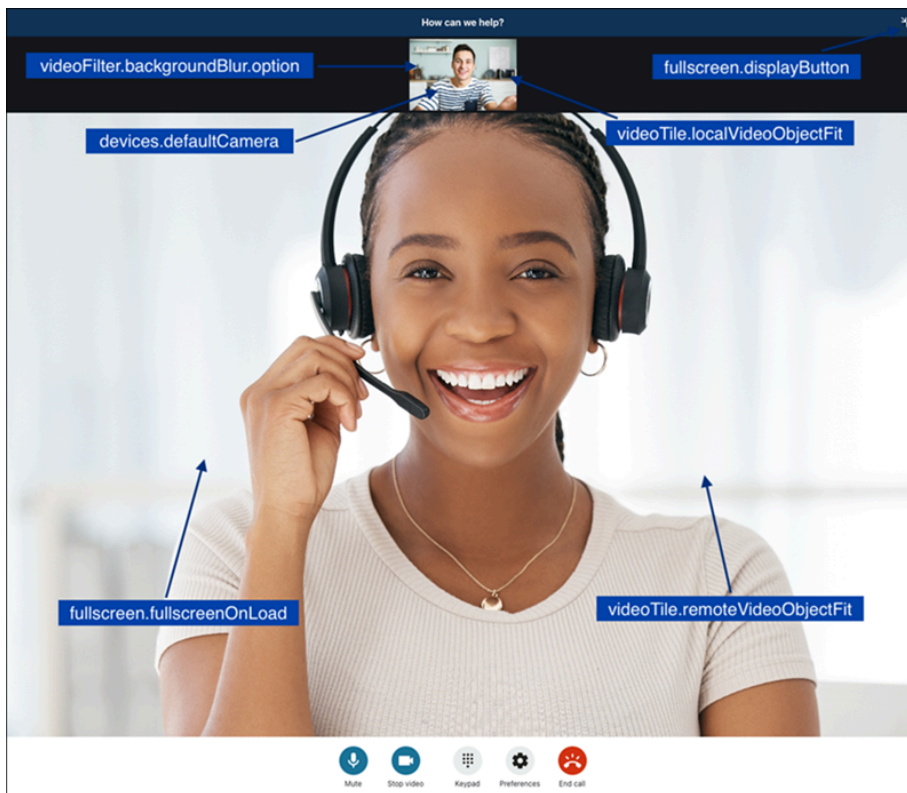 How can we help?
videoFilter.backgroundBlur.option
fullscreen.displayButton
devices.defaultCamera
videoTile.localVideoObjectFit
fullscreen.fullscreenOnLoad
videoTile.remoteVideoObjectFit
Mute
Stop video
Keypad
Preferences
End call